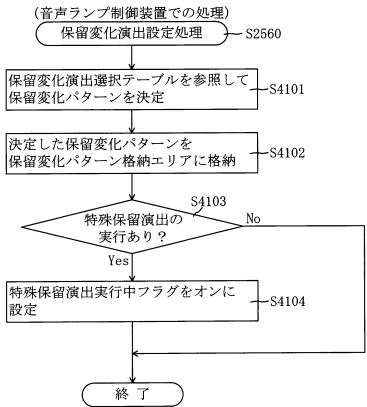 (音声ランプ制御装置での処理)
保留変化演出設定処理
S2560
保留変化演出選択テーブルを参照して
保留変化パターンを決定
S4101
決定した保留変化パターンを
保留変化パターン格納エリアに格納
S4102
S4103
特殊保留演出の
実行あり？
No
Yes
特殊保留演出実行中フラグをオンに
設定
S4104
終了